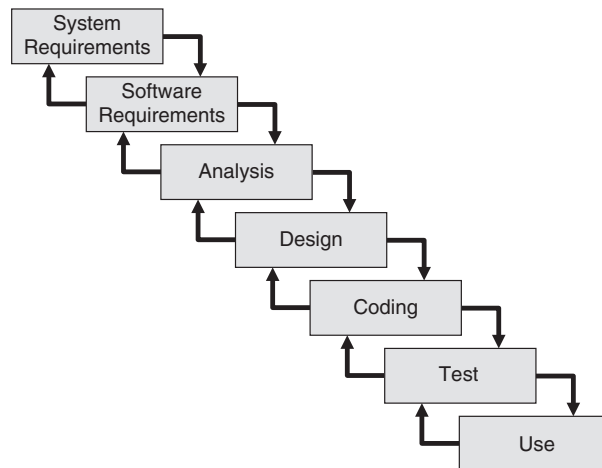 System
Requirements
Software
Requirements
Analysis
Design
Coding
Test
Use